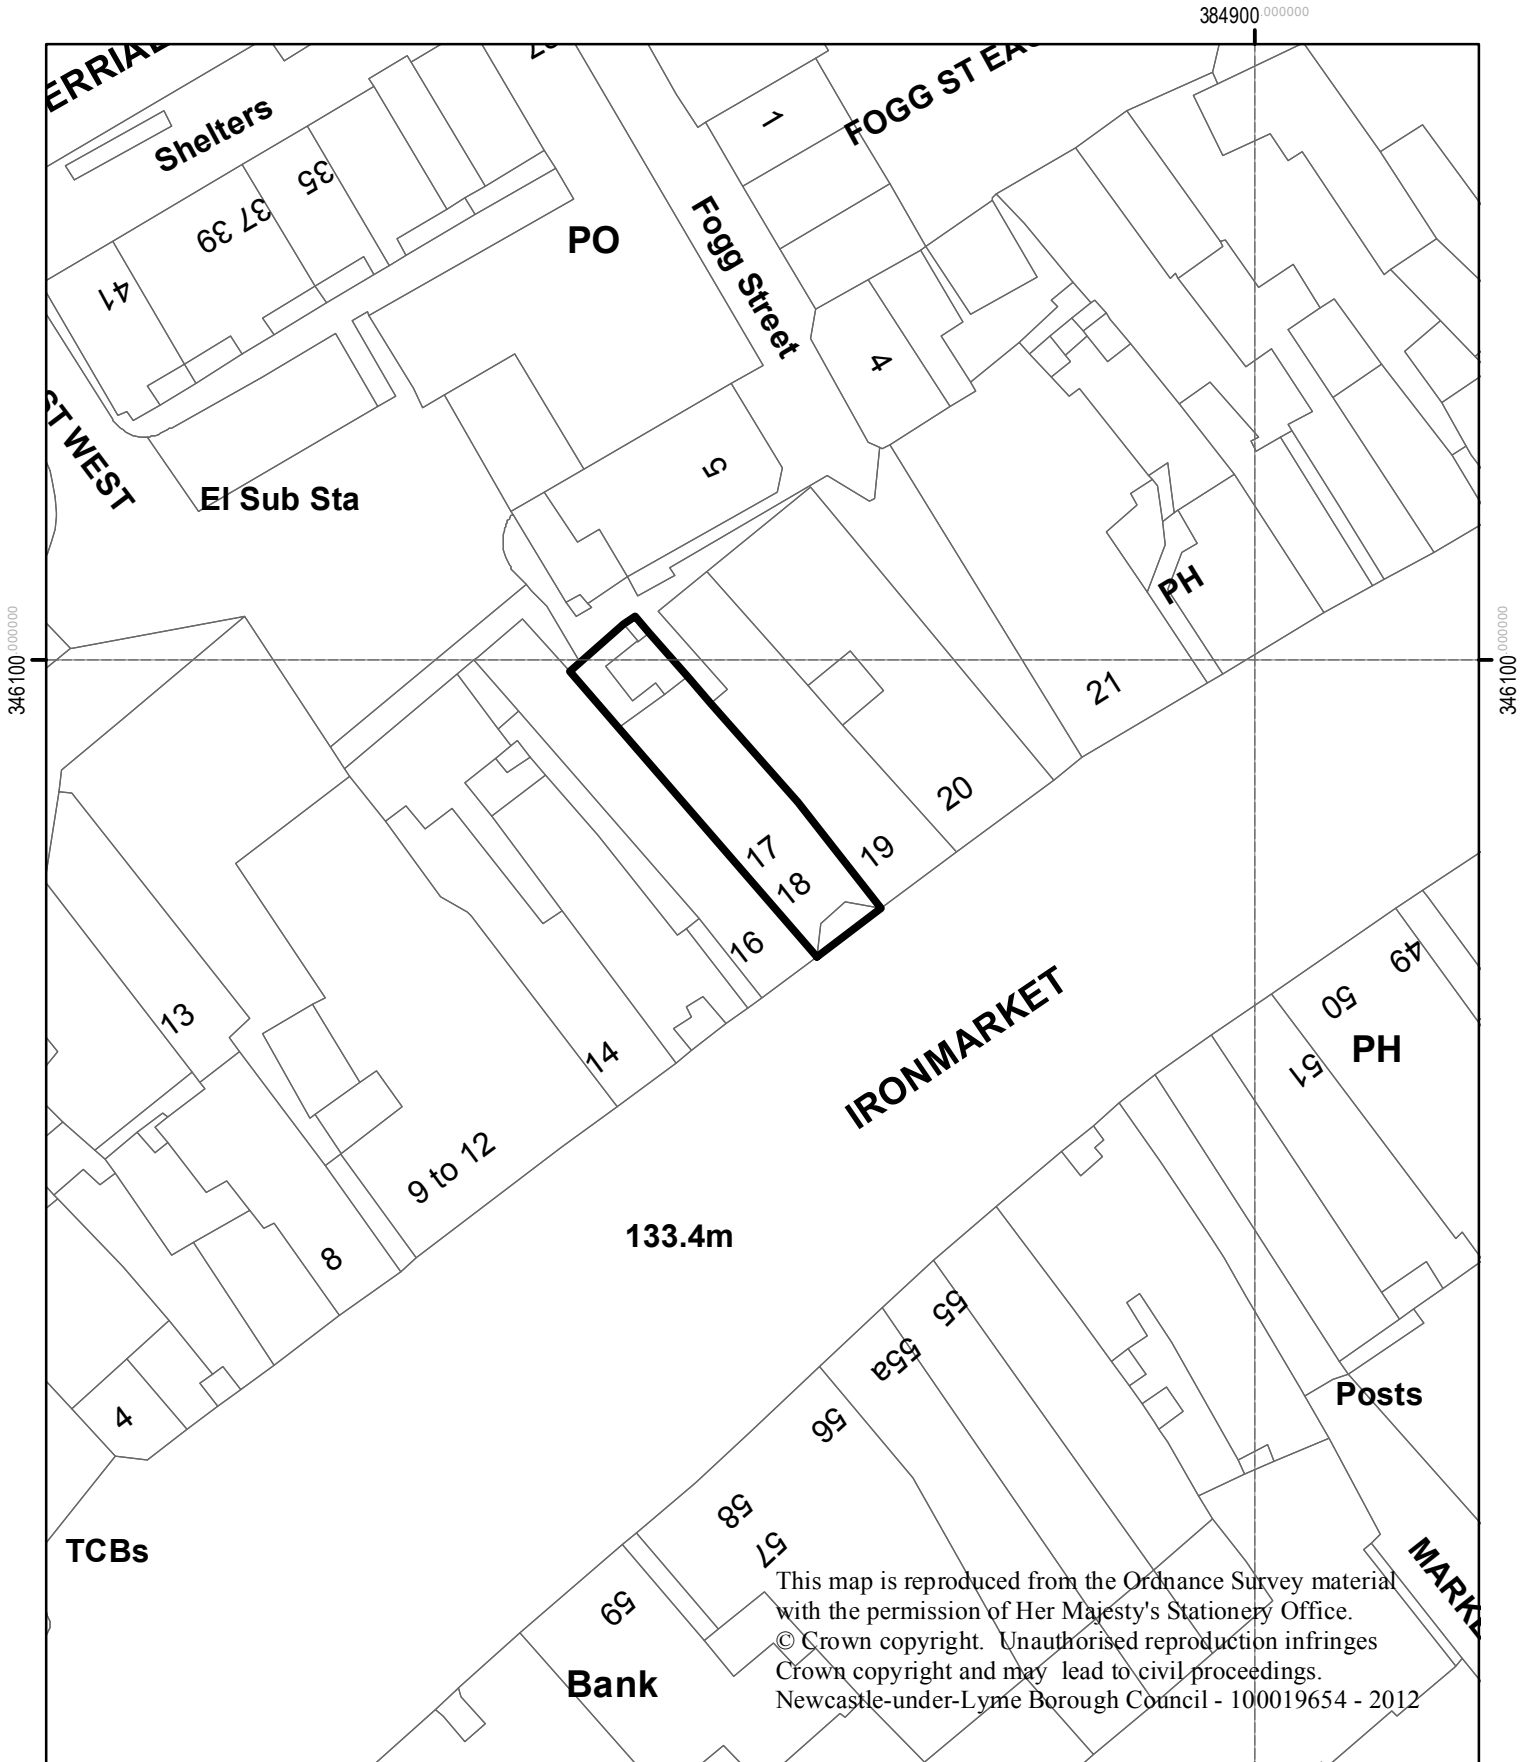 384900.000000
ERRIAL
Shelters
35
37 39
41
PO
1
FOGG ST EA
Fogg Street
4
5
ST WEST
El Sub Sta
PH
346100.000000
346100.000000
21
20
19
17
18
16
14
13
9 to 12
8
4
IRONMARKET
133.4m
49
50
PH
51
55
55a
56
58
57
59
Posts
TCBs
Bank
MARKE
This map is reproduced from the Ordnance Survey material
with the permission of Her Majesty's Stationery Office.
© Crown copyright. Unauthorised reproduction infringes
Crown copyright and may lead to civil proceedings.
Newcastle-under-Lyme Borough Council - 100019654 - 2012